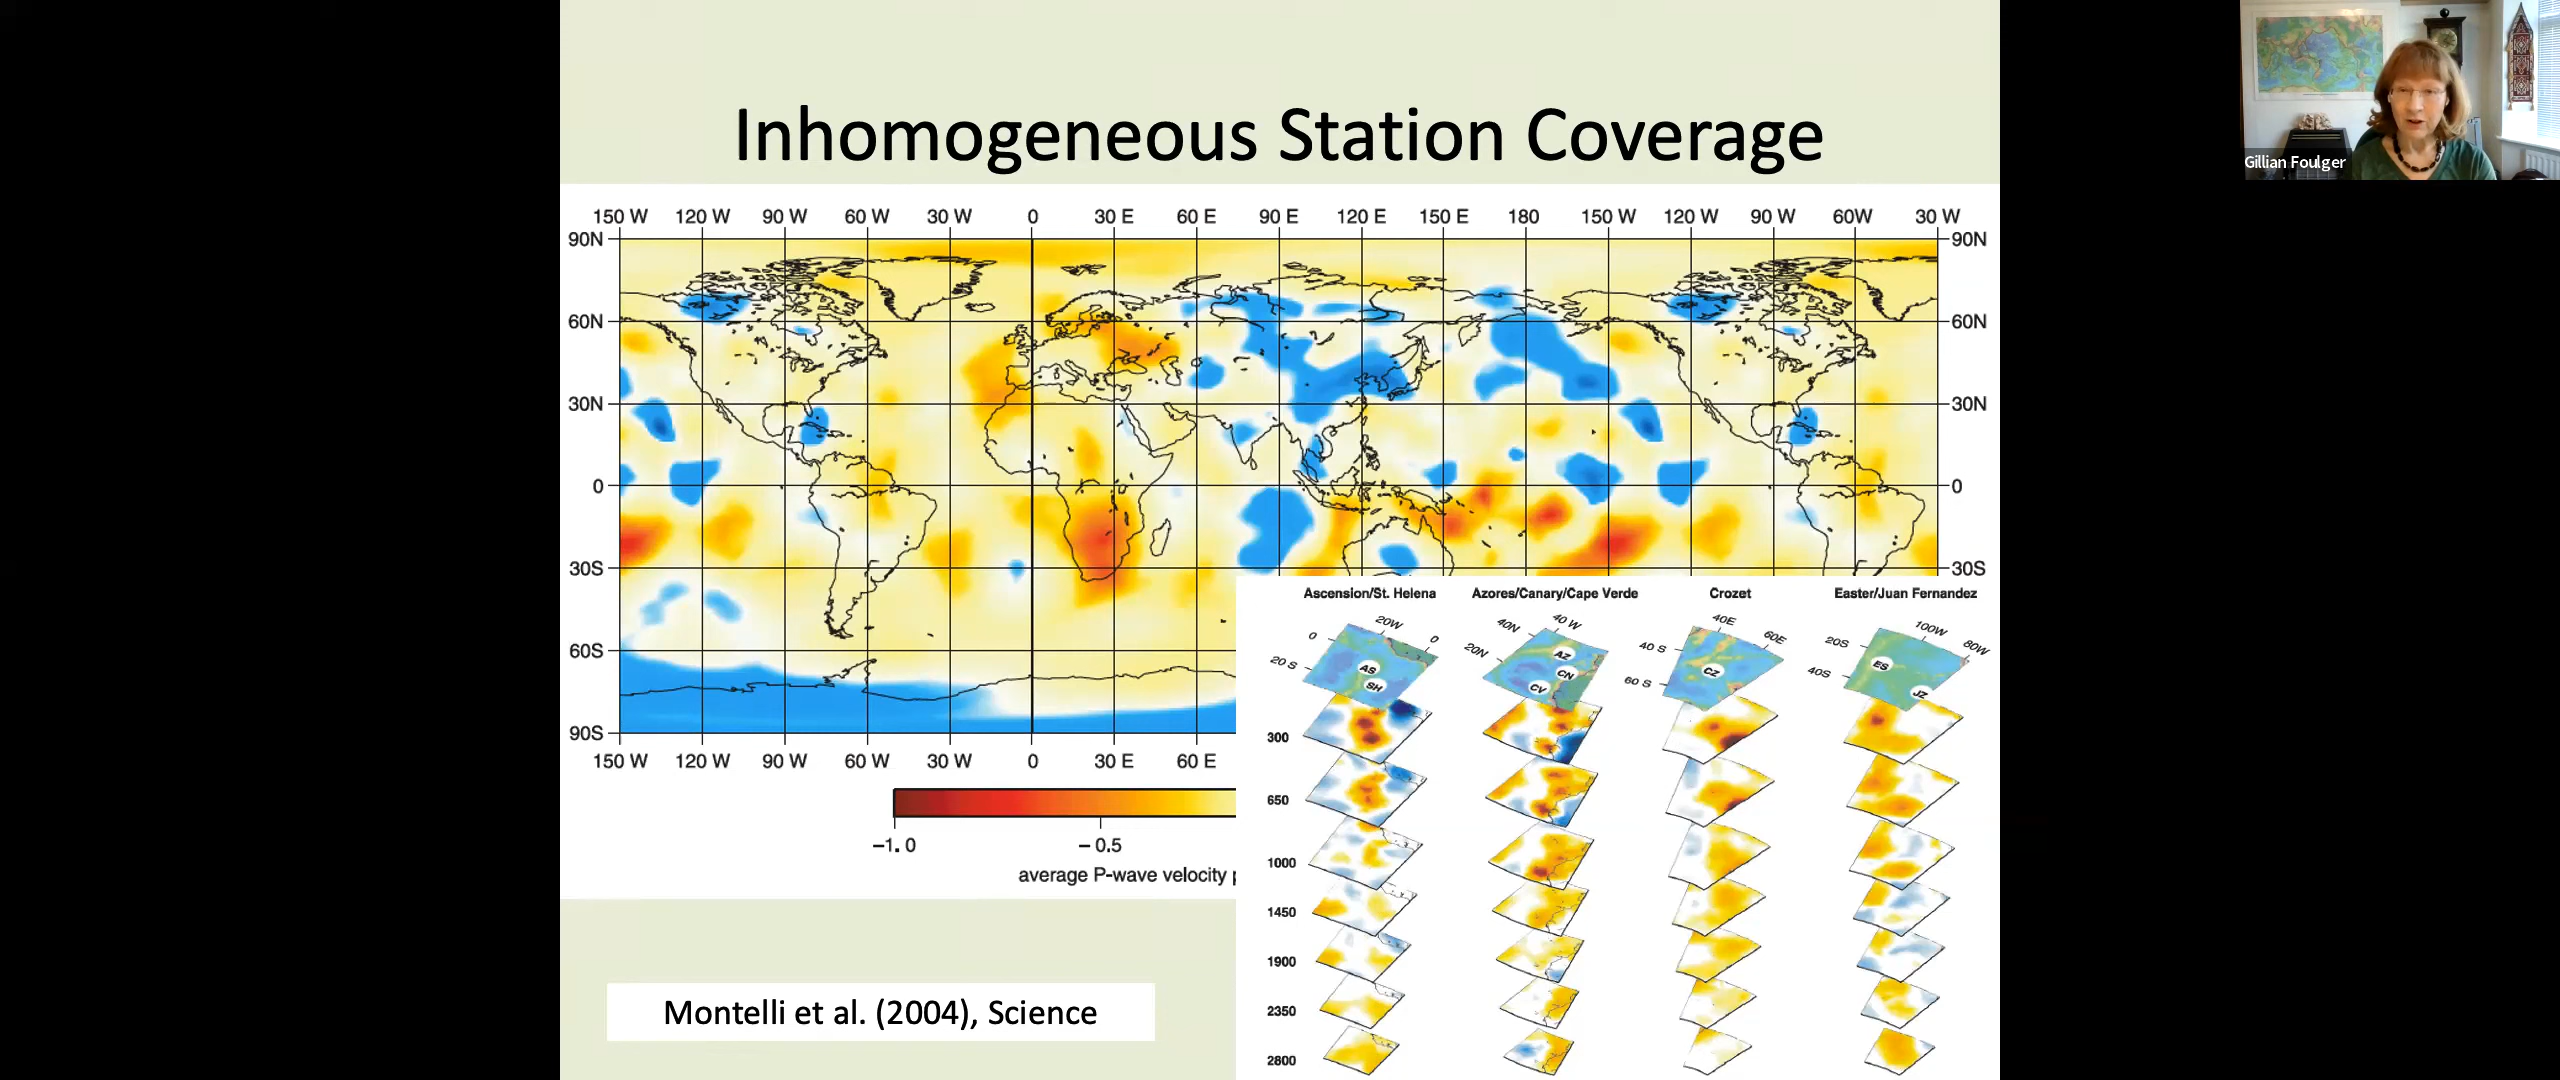 Inhomogeneous Station Coverage
Gillian Foulger
150 W 120 W 90 W 60 W 30 W 0 30 E 60 E 90 E 120 E 150 E 180 150 W 120 W 90 W 60W 30 W
90N 90N
60N 60N
30N 30N
0 0
30S 30S
60S
90S
150 W 120 W 90 W 60 W 30 W 0 30 E 60 E
−1. 0 − 0.5
average P-wave velocity
Ascension/St. Helena Azores/Canary/Cape Verde Crozet Easter/Juan Fernandez
20W 0 0 20 S AS SH
40N 40 W 20N AZ CN CV
40E 60E 40 S 60 S CZ
100W 80W 20S 40S ES JZ
300
650
1000
1450
1900
2350
2800
Montelli et al. (2004), Science